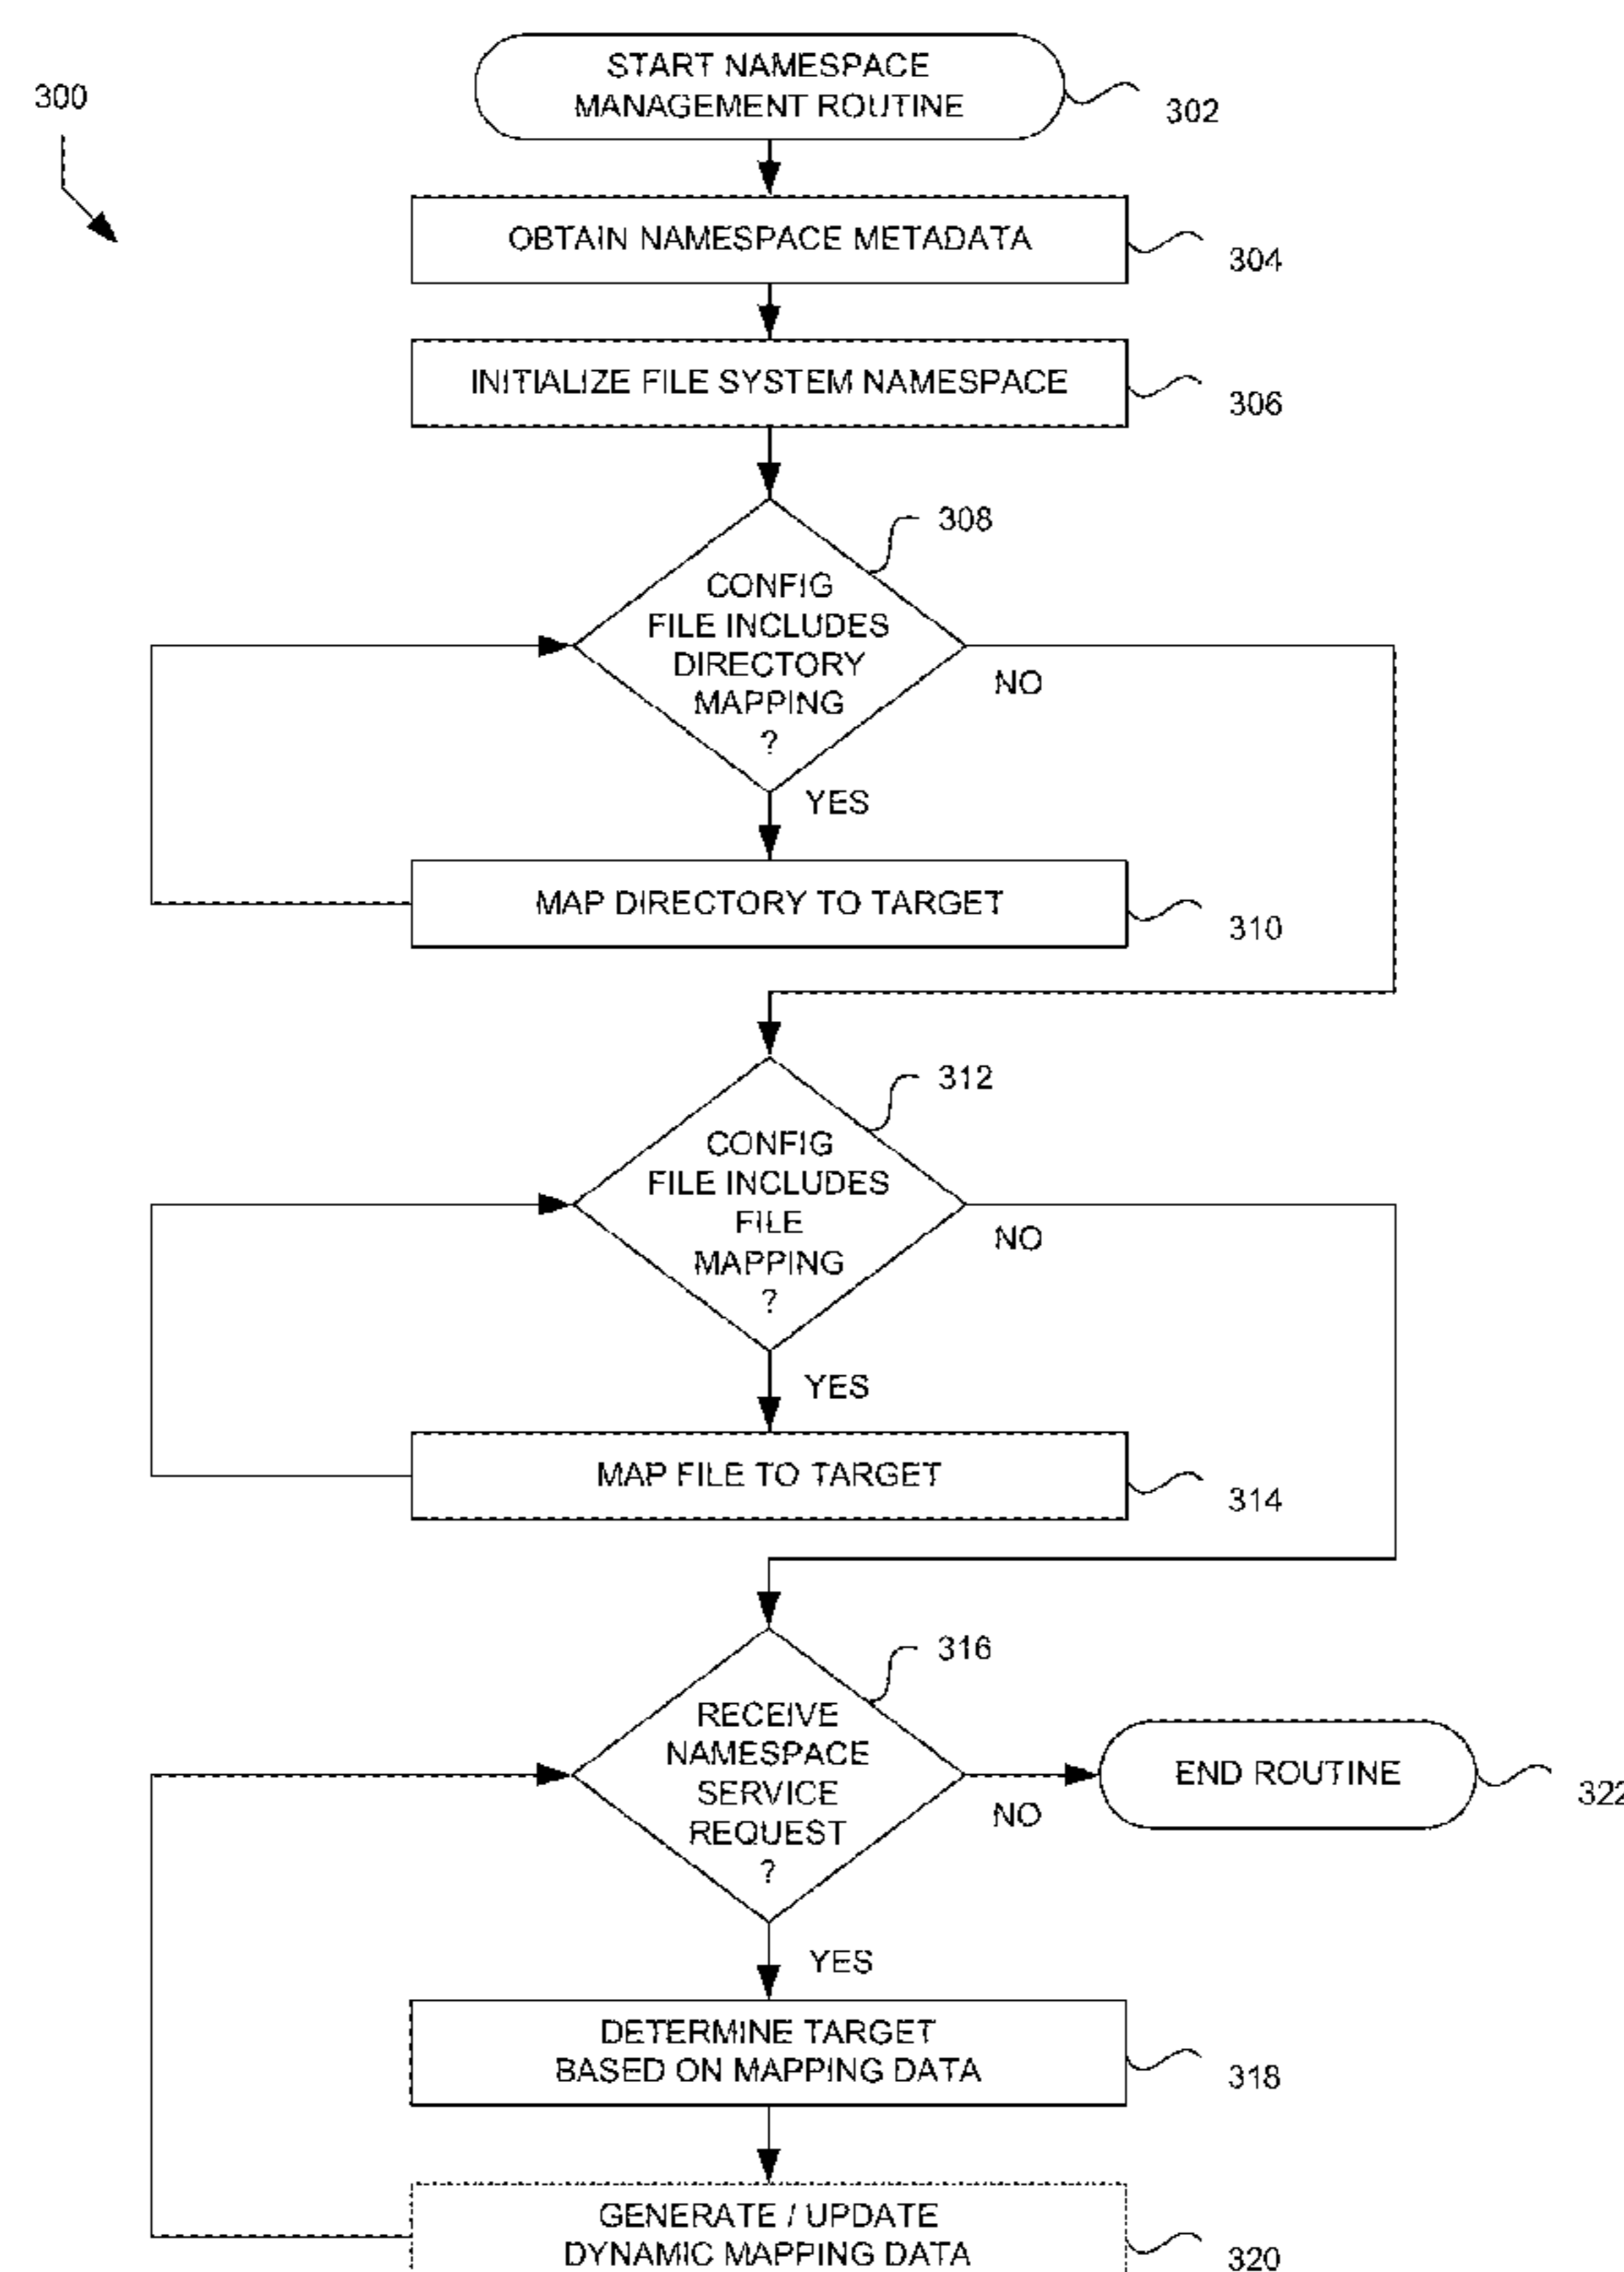 300
START NAMESPACE
MANAGEMENT ROUTINE
302
OBTAIN NAMESPACE METADATA
304
INITIALIZE FILE SYSTEM NAMESPACE
306
308
CONFIG
FILE INCLUDES
DIRECTORY
MAPPING
?
NO
YES
MAP DIRECTORY TO TARGET
310
312
CONFIG
FILE INCLUDES
FILE
MAPPING
?
NO
YES
MAP FILE TO TARGET
314
316
RECEIVE
NAMESPACE
SERVICE
REQUEST
?
NO
END ROUTINE
322
YES
DETERMINE TARGET
BASED ON MAPPING DATA
318
GENERATE / UPDATE
DYNAMIC MAPPING DATA
320